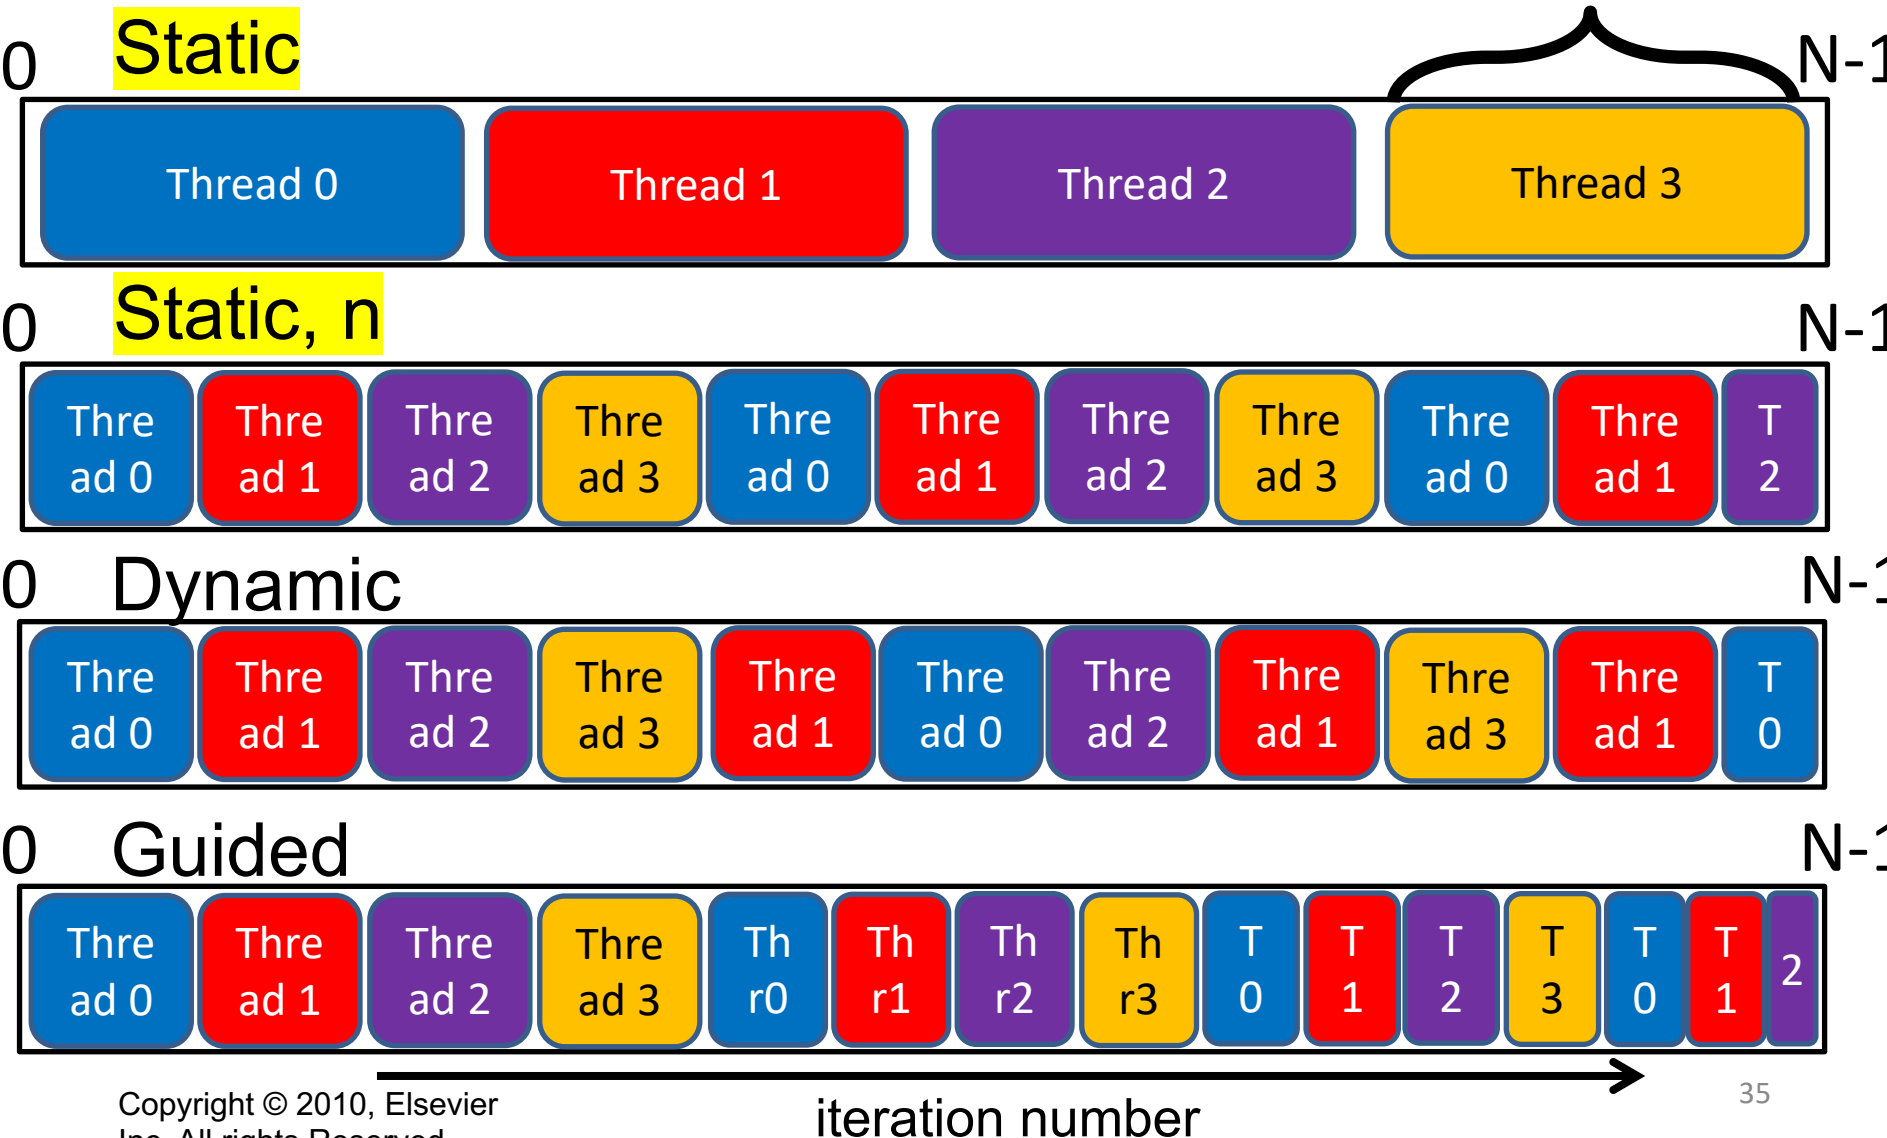 Static
0
N-1
Thread 0 Thread 1 Thread 2 Thread 3
Static, n
0
N-1
Thre Thre Thre Thre Thre Thre Thre Thre Thre Thre T
ad 0 ad 1 ad 2 ad 3 ad 0 ad 1 ad 2 ad 3 ad 0 ad 1 2
0 Dynamic N-1
Thre Thre Thre Thre Thre Thre Thre Thre Thre Thre T
ad 0 ad 1 ad 2 ad 3 ad 1 ad 0 ad 2 ad 1 ad 3 ad 1 0
0 Guided N-1
Thre Thre Thre Thre Th Th Th Th T T T T T T 2
ad 0 ad 1 ad 2 ad 3 r0 r1 r2 r3 0 1 2 3 0 1
Copyright © 2010, Elsevier
Inc. All rights Reserved
iteration number
35